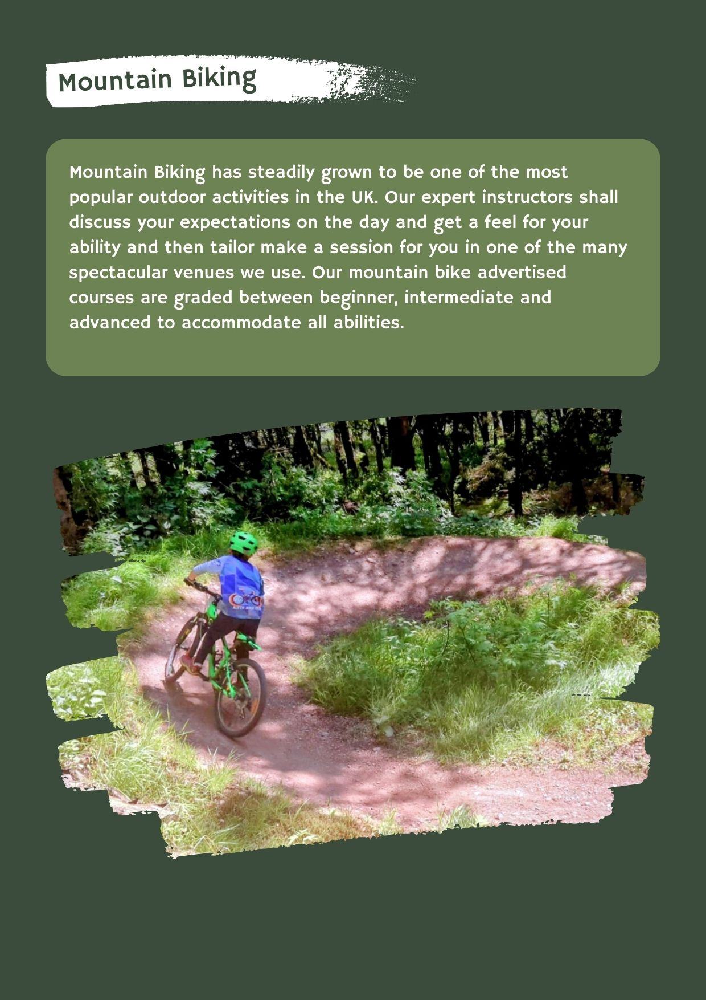 Mountain Biking
Mountain Biking has steadily grown to be one of the most
popular outdoor activities in the UK. Our expert instructors shall
discuss your expectations on the day and get a feel for your
ability and then tailor make a session for you in one of the many
spectacular venues we use. Our mountain bike advertised
courses are graded between beginner, intermediate and
advanced to accommodate all abilities.
BIKE